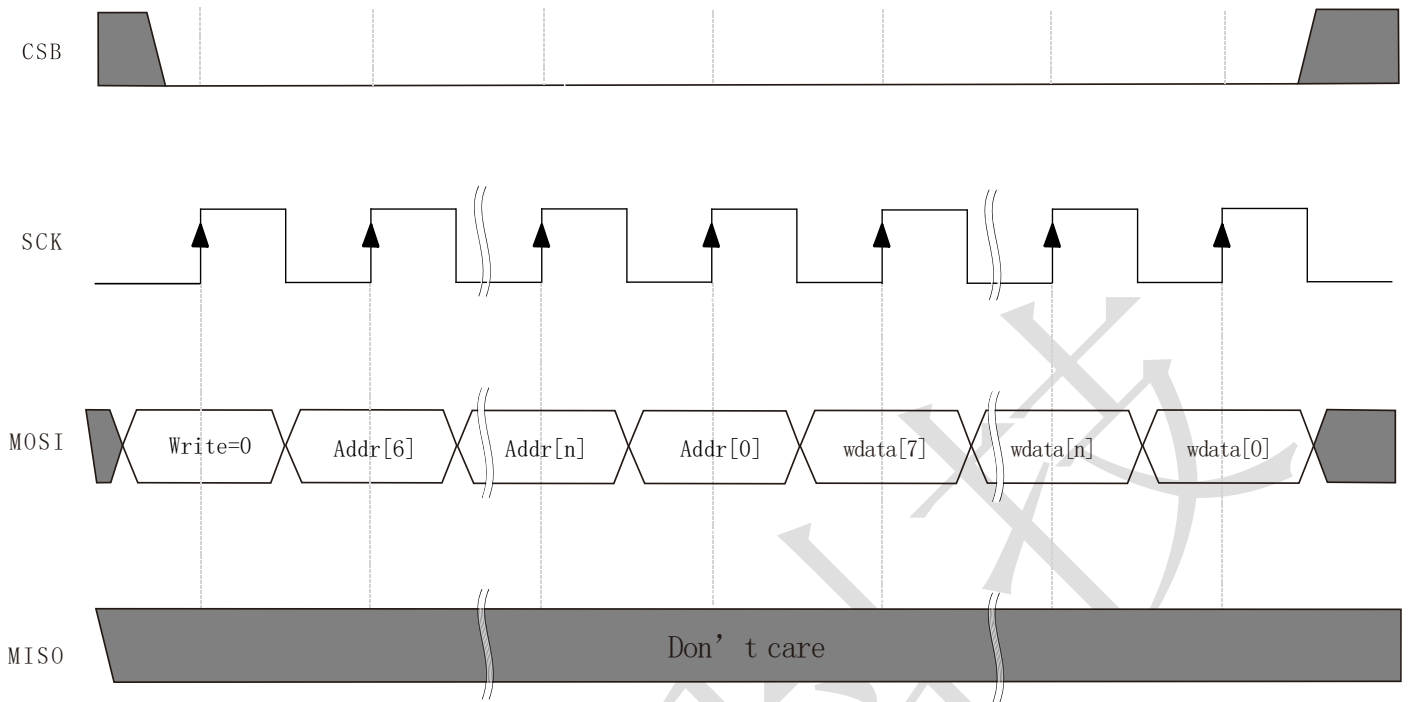 CSB
SCK
MOSI Write=0 Addr[6] Addr[n] Addr[0] wdata[7] wdata[n] wdata[0]
MISO Don’t care